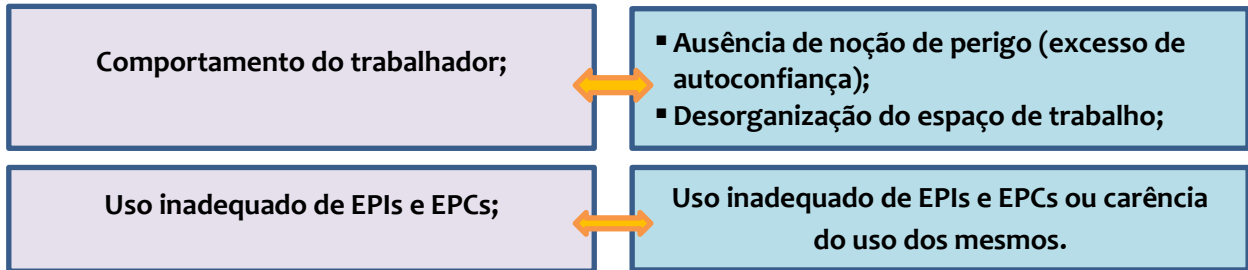 Comportamento do trabalhador;
▪ Ausência de noção de perigo (excesso de
autoconfiança);
▪ Desorganização do espaço de trabalho;
Uso inadequado de EPIs e EPCs;
Uso inadequado de EPIs e EPCs ou carência
do uso dos mesmos.